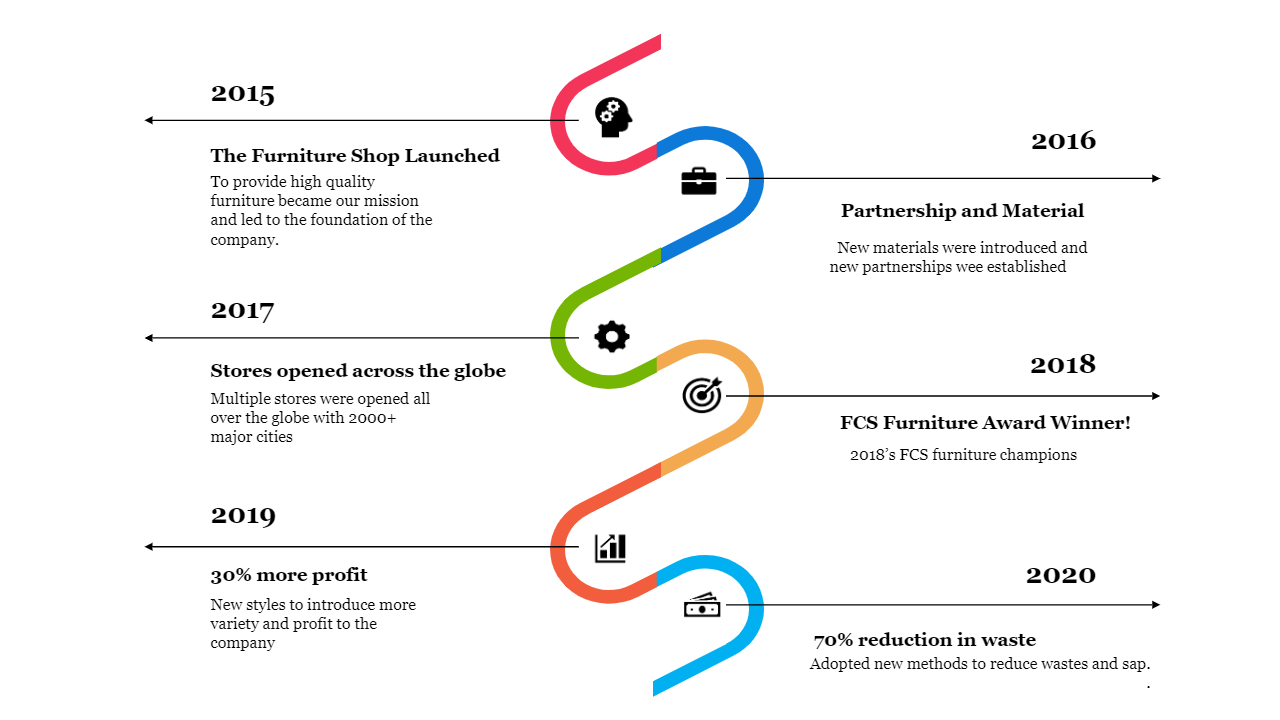 2015
The Furniture Shop Launched
To provide high quality
furniture became our mission
and led to the foundation of the
company.
2016
Partnership and Material
New materials were introduced and
new partnerships wee established
2017
Stores opened across the globe
Multiple stores were opened all
over the globe with 2000+
major cities
2018
FCS Furniture Award Winner!
2018’s FCS furniture champions
2019
30% more profit
New styles to introduce more
variety and profit to the
company
2020
70% reduction in waste
Adopted new methods to reduce wastes and sap.
.